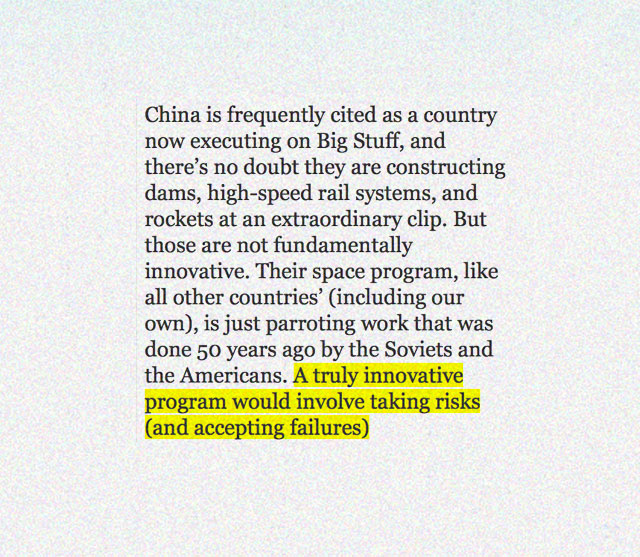 China is frequently cited as a country
now executing on Big Stuff, and
there’s no doubt they are constructing
dams, high-speed rail systems, and
rockets at an extraordinary clip. But
those are not fundamentally
innovative. Their space program, like
all other countries’ (including our
own), is just parroting work that was
done 50 years ago by the Soviets and
the Americans. A truly innovative
program would involve taking risks
(and accepting failures)